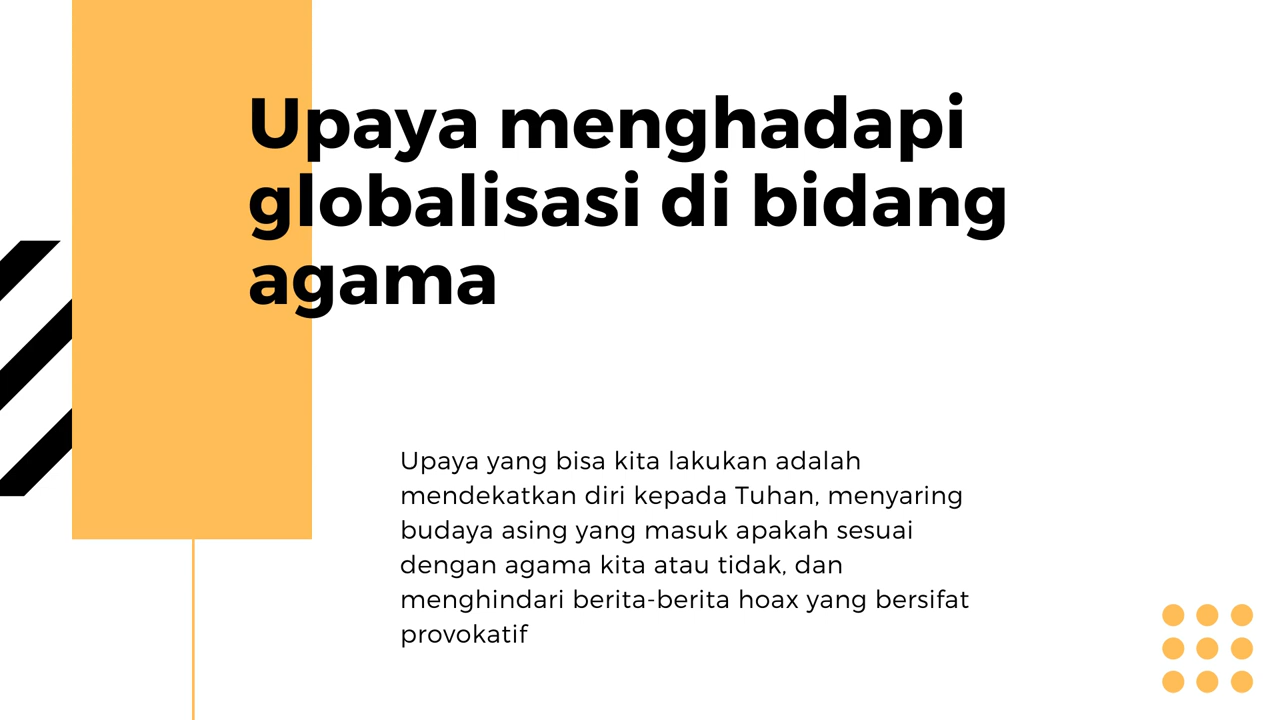 Upaya menghadapi
globalisasi di bidang
agama
Upaya yang bisa kita lakukan adalah
mendekatkan diri kepada Tuhan, menyaring
budaya asing yang masuk apakah sesuai
dengan agama kita atau tidak, dan
menghindari berita-berita hoax yang bersifat
provokatif